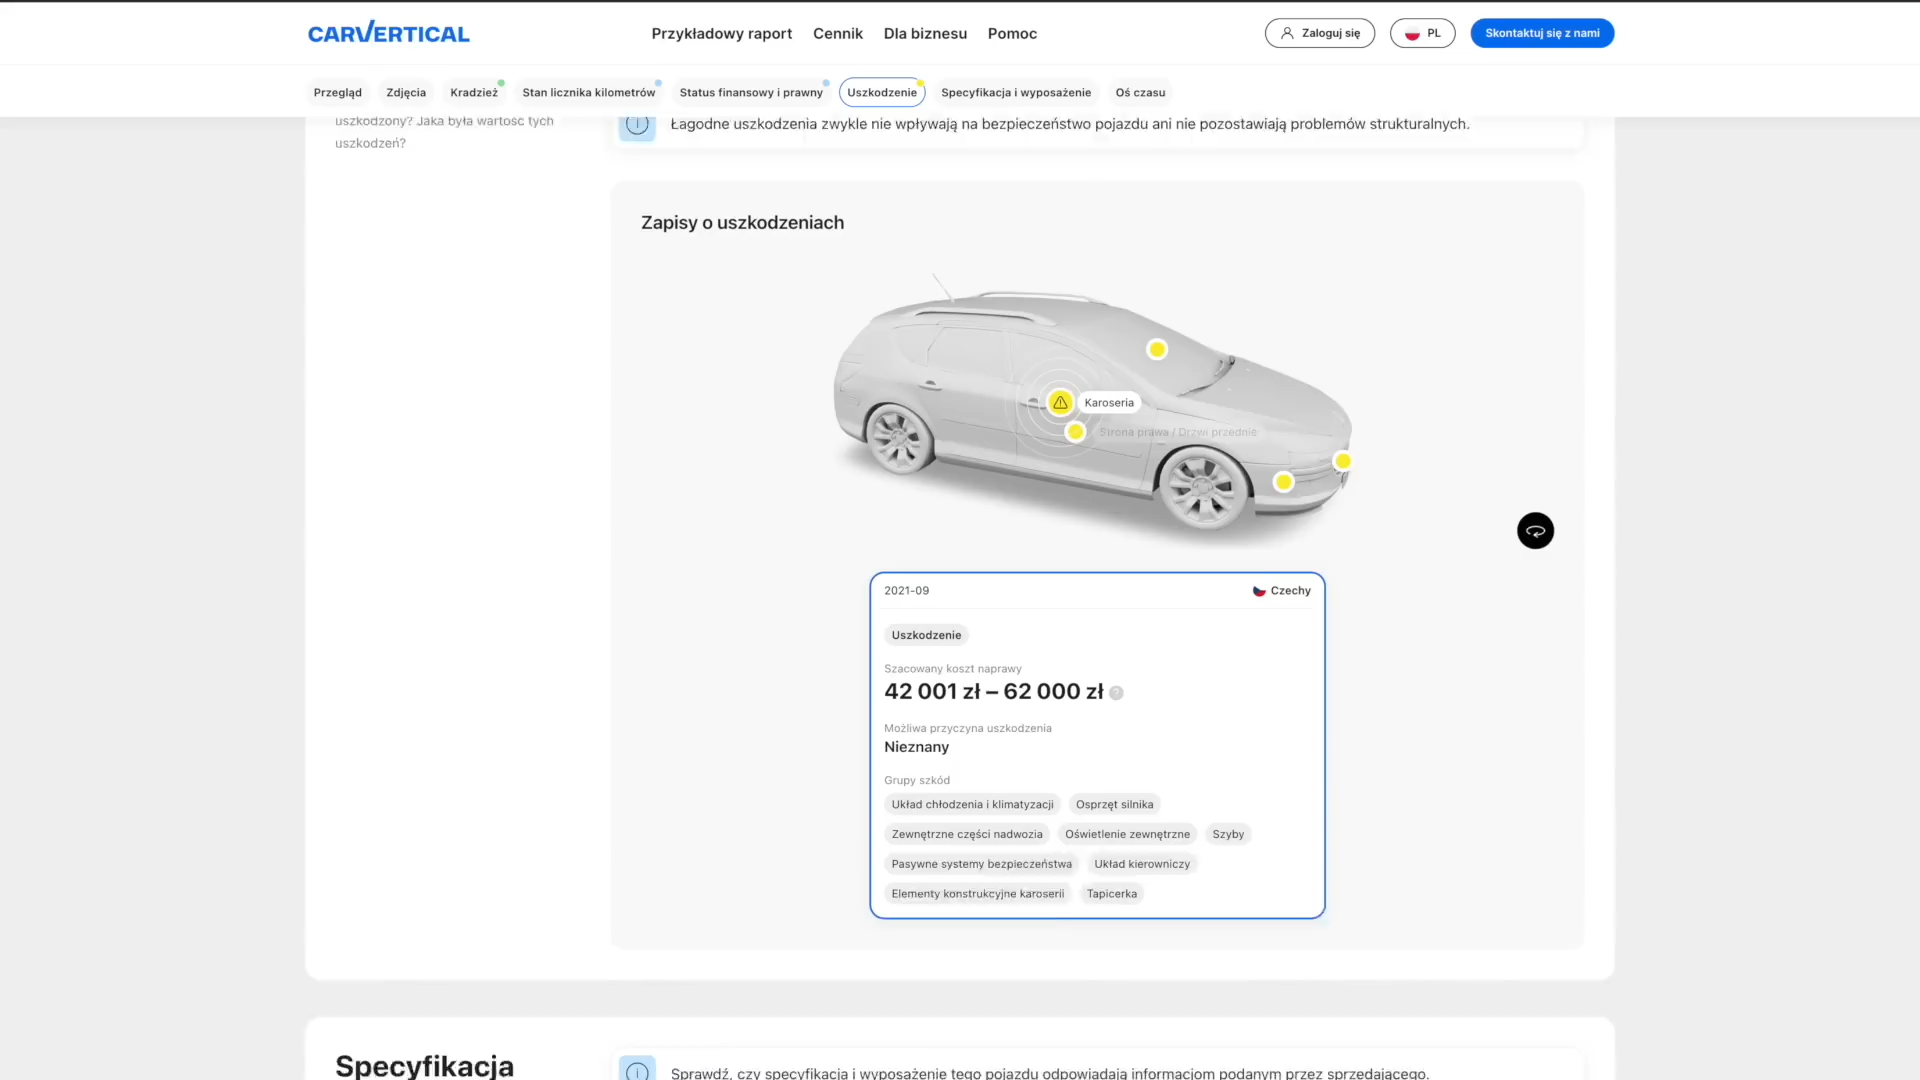 CARVERTICAL
Przykładowy raport Cennik Dla biznesu Pomoc
Zaloguj się PL Skontaktuj się z nami
Przegląd Zdjęcia Kradzież Stan licznika kilometrów Status finansowy i prawny Uszkodzenie Specyfikacja i wyposażenie Oś czasu
uszkodzony? Jaka była wartość tych
uszkodzeń?
Łagodne uszkodzenia zwykle nie wpływają na bezpieczeństwo pojazdu ani nie pozostawiają problemów strukturalnych.
Zapisy o uszkodzeniach
Karoseria
Strona prawa / Drzwi przednie
2021-09 Czechy
Uszkodzenie
Szacowany koszt naprawy
42 001 zł – 62 000 zł ?
Możliwa przyczyna uszkodzenia
Nieznany
Grupy szkód
Układ chłodzenia i klimatyzacji Osprzęt silnika
Zewnętrzne części nadwozia Oświetlenie zewnętrzne Szyby
Pasywne systemy bezpieczeństwa Układ kierowniczy
Elementy konstrukcyjne karoserii Tapicerka
Specyfikacja
Sprawdź, czy specyfikacja i wyposażenie tego pojazdu odpowiadają informacjom podanym przez sprzedającego.